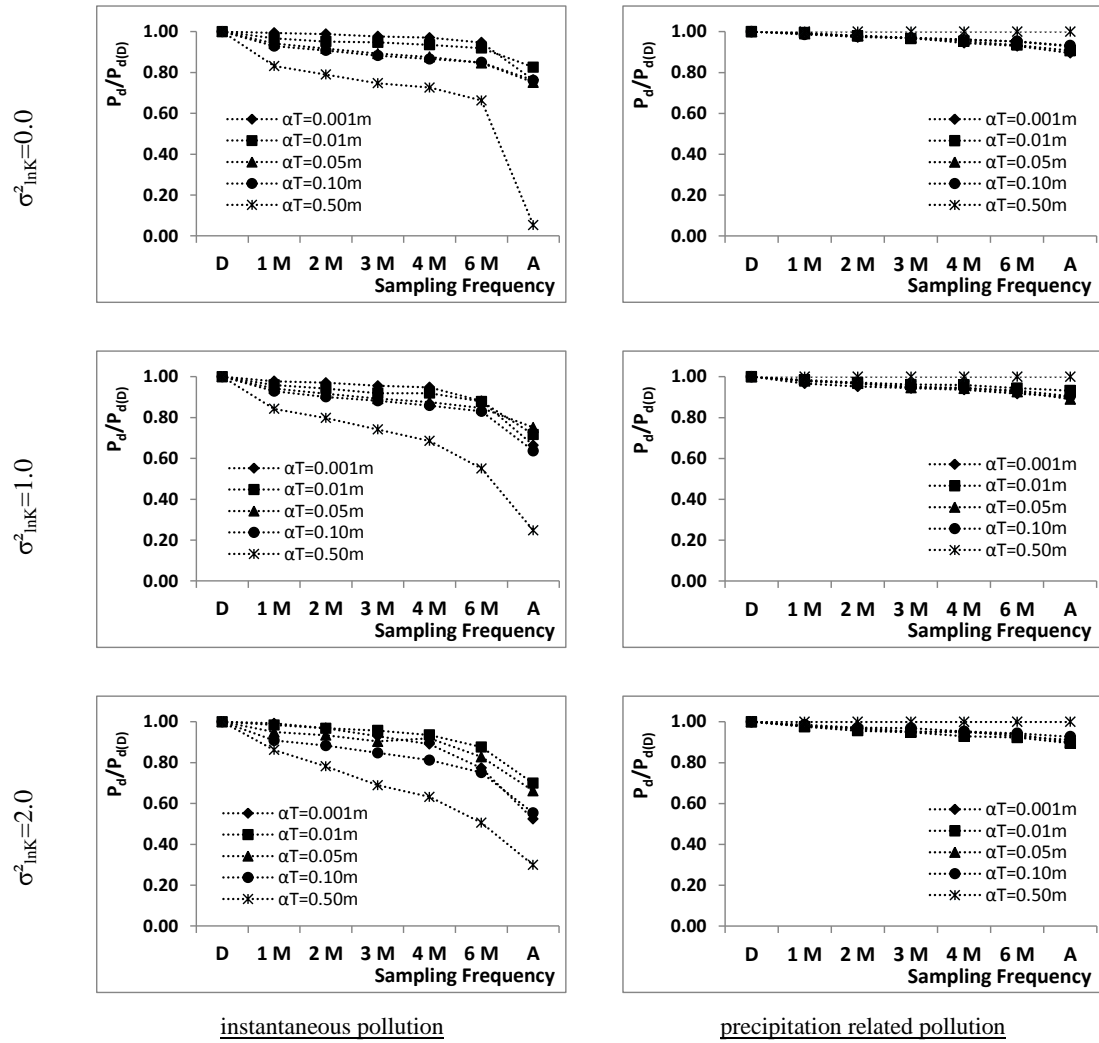 σ²lnK=0.0
Pd/Pd(D)
1.00
0.80
0.60
0.40
0.20
0.00
αT=0.001m
αT=0.01m
αT=0.05m
αT=0.10m
αT=0.50m
D 1 M 2 M 3 M 4 M 6 M A
Sampling Frequency
Pd/Pd(D)
1.00
0.80
0.60
0.40
0.20
0.00
αT=0.001m
αT=0.01m
αT=0.05m
αT=0.10m
αT=0.50m
D 1 M 2 M 3 M 4 M 6 M A
Sampling Frequency
σ²lnK=1.0
Pd/Pd(D)
1.00
0.80
0.60
0.40
0.20
0.00
αT=0.001m
αT=0.01m
αT=0.05m
αT=0.10m
αT=0.50m
D 1 M 2 M 3 M 4 M 6 M A
Sampling Frequency
Pd/Pd(D)
1.00
0.80
0.60
0.40
0.20
0.00
αT=0.001m
αT=0.01m
αT=0.05m
αT=0.10m
αT=0.50m
D 1 M 2 M 3 M 4 M 6 M A
Sampling Frequency
σ²lnK=2.0
Pd/Pd(D)
1.00
0.80
0.60
0.40
0.20
0.00
αT=0.001m
αT=0.01m
αT=0.05m
αT=0.10m
αT=0.50m
D 1 M 2 M 3 M 4 M 6 M A
Sampling Frequency
Pd/Pd(D)
1.00
0.80
0.60
0.40
0.20
0.00
αT=0.001m
αT=0.01m
αT=0.05m
αT=0.10m
αT=0.50m
D 1 M 2 M 3 M 4 M 6 M A
Sampling Frequency
instantaneous pollution
precipitation related pollution